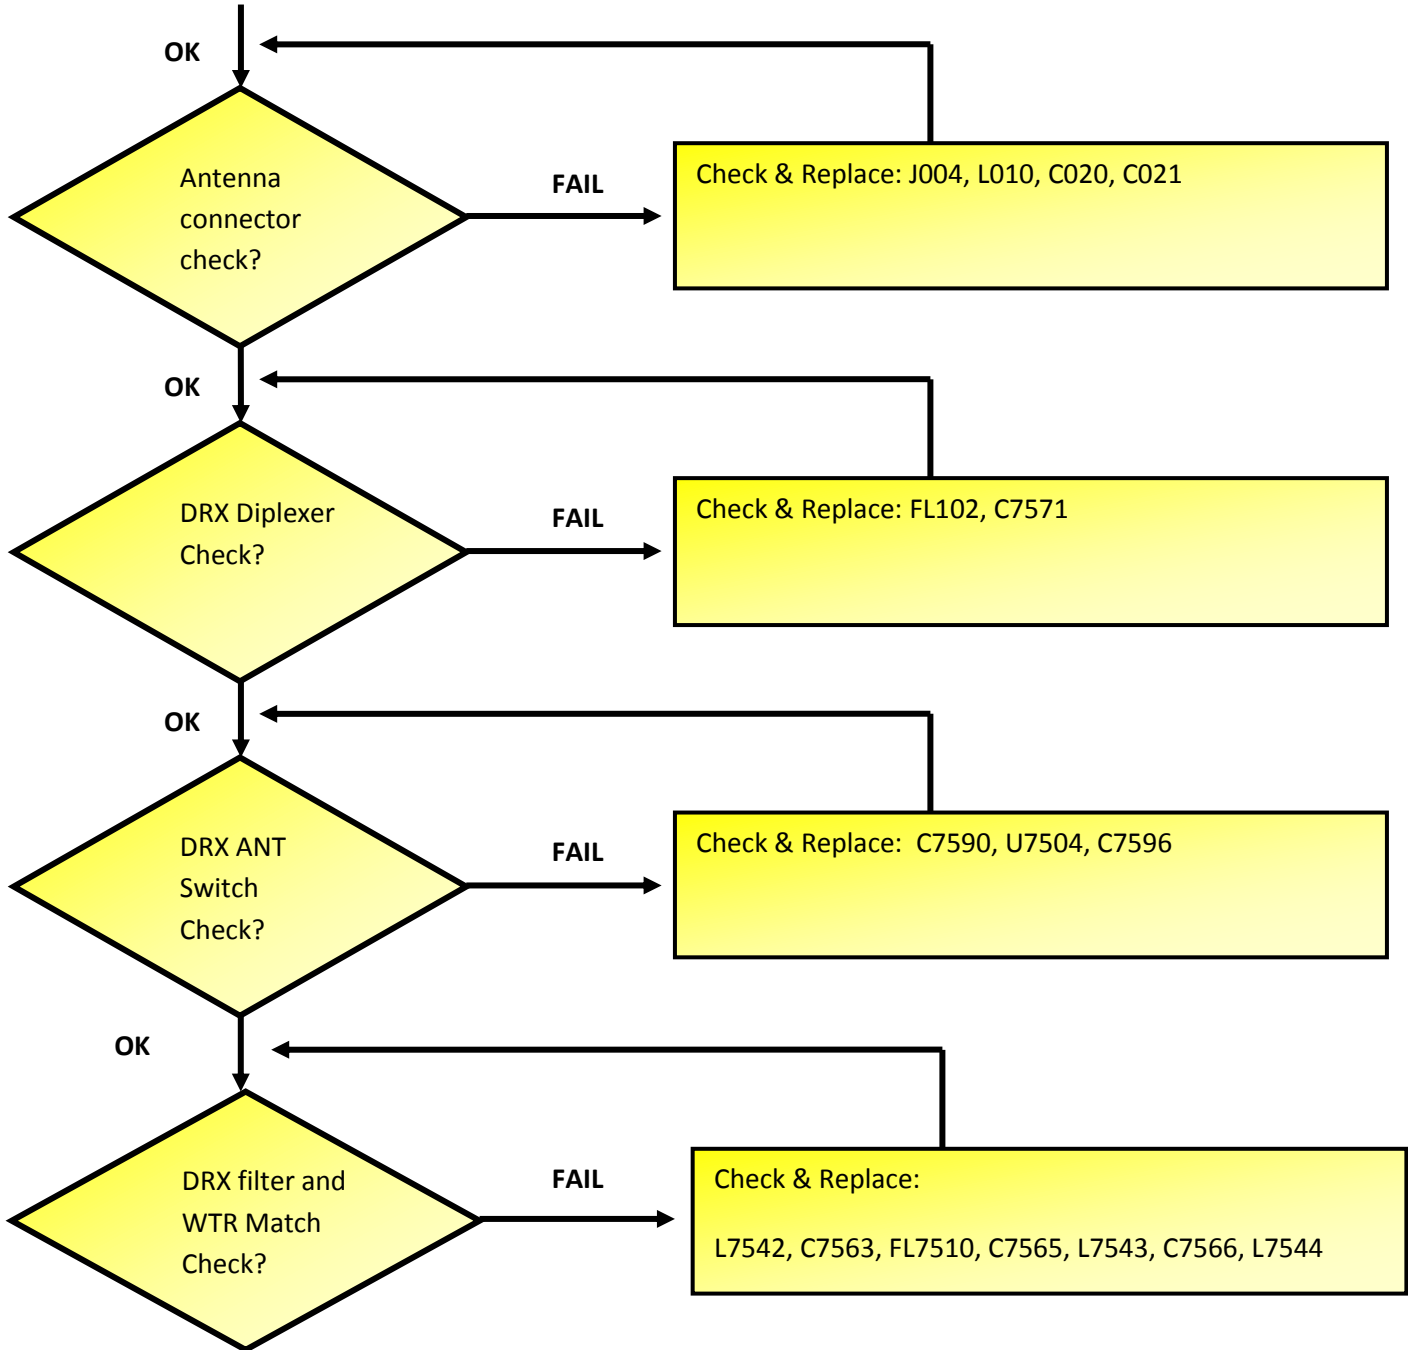 OK
Antenna
connector
check?
FAIL
Check & Replace: J004, L010, C020, C021
OK
DRX Diplexer
Check?
FAIL
Check & Replace: FL102, C7571
OK
DRX ANT
Switch
Check?
FAIL
Check & Replace:  C7590, U7504, C7596
OK
DRX filter and
WTR Match
Check?
FAIL
Check & Replace:
L7542, C7563, FL7510, C7565, L7543, C7566, L7544